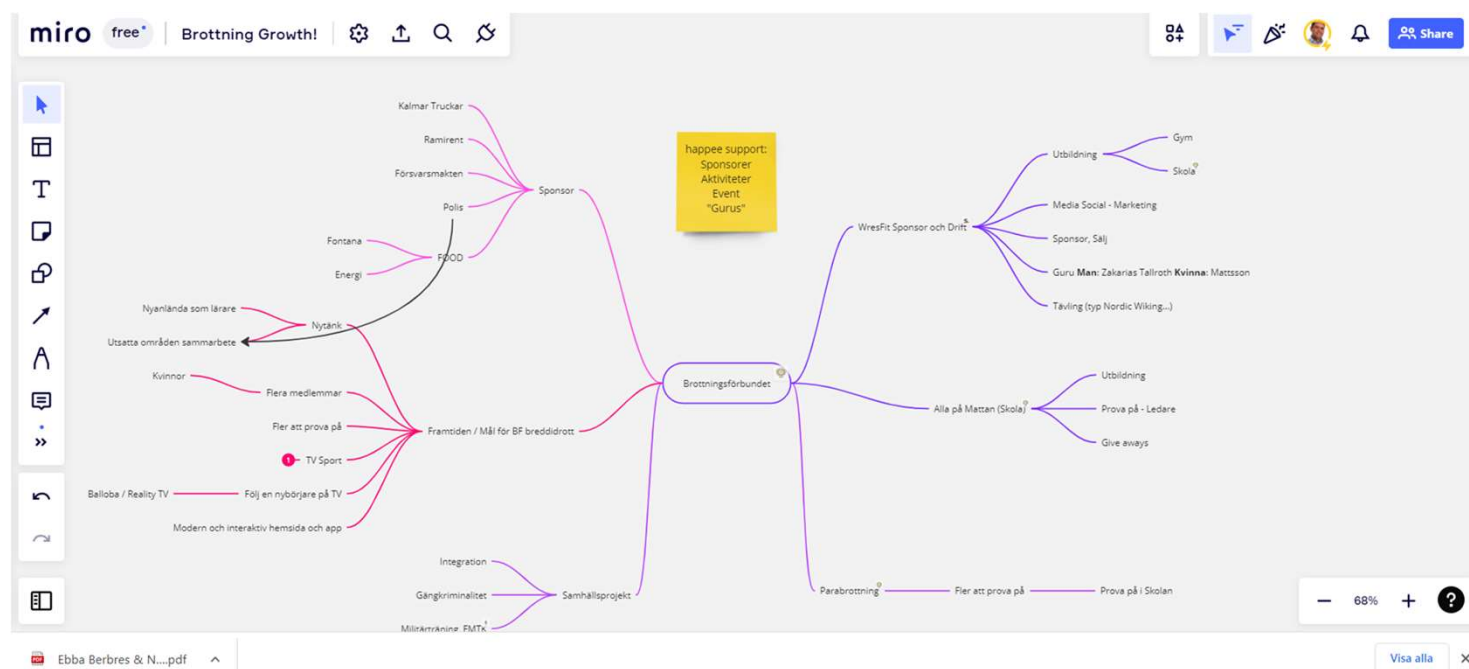 miro free Brottning Growth!
Share
Kalmar Truckar
Ramirent
Försvarsmakten
Polis
Sponsor
Fontana
FOOD
Energi
Nyanlända som lärare
Nytänk
Utsatta områden sammarbete
Kvinnor
Flera medlemmar
Fler att prova på
Framtiden / Mål för BF breddidrott
1 TV Sport
Balloba / Reality TV
Följ en nybörjare på TV
Modern och interaktiv hemsida och app
Integration
Gängkriminalitet
Samhällsprojekt
Militärträning, FMTK
happee support:
Sponsorer
Aktiviteter
Event
"Gurus"
Brottningsförbundet
WresFit Sponsor och Drift
Utbildning
Gym
Skola
Media Social - Marketing
Sponsor, Sälj
Guru Man: Zakarias Tallroth Kvinna: Mattsson
Tävling (typ Nordic Wiking...)
Alla på Mattan (Skola)
Utbildning
Prova på - Ledare
Give aways
Parabrottning
Fler att prova på
Prova på i Skolan
68%
?
Ebba Berbres & N....pdf
Visa alla